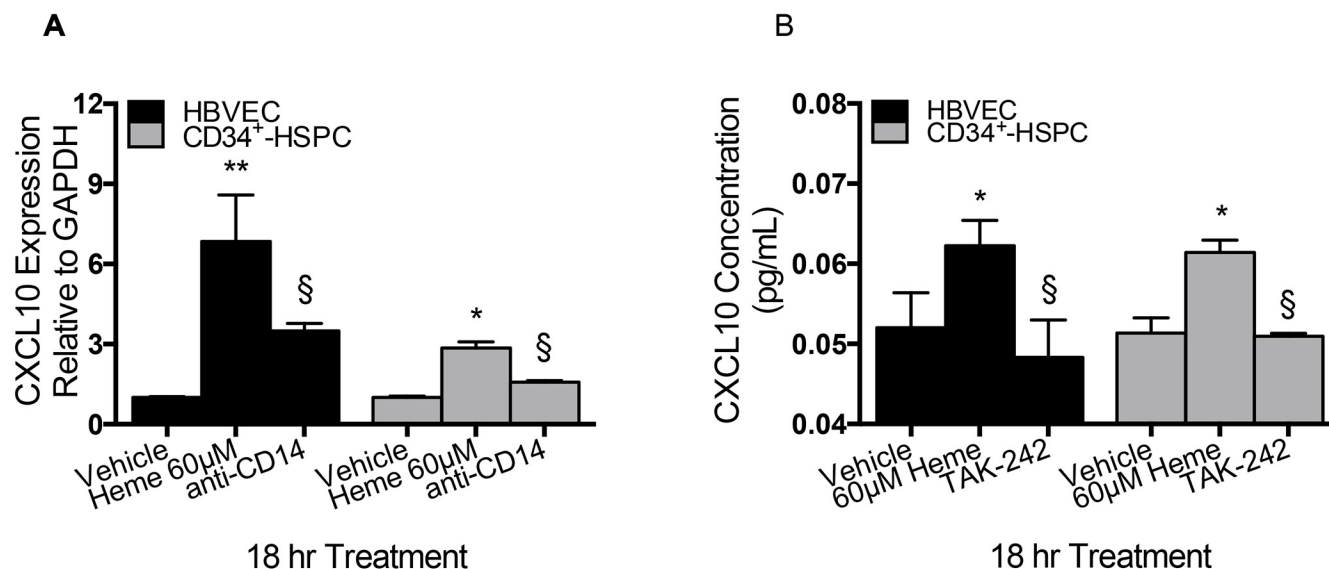 A
CXCL10 Expression
Relative to GAPDH
12
9
6
3
0
HBVEC
CD34⁺-HSPC
**
§
*
§
Vehicle
Heme 60µM
anti-CD14
Vehicle
Heme 60µM
anti-CD14
18 hr Treatment
B
CXCL10 Concentration
(pg/mL)
0.08
0.07
0.06
0.05
0.04
HBVEC
CD34⁺-HSPC
*
§
*
§
Vehicle
60µM Heme
TAK-242
Vehicle
60µM Heme
TAK-242
18 hr Treatment